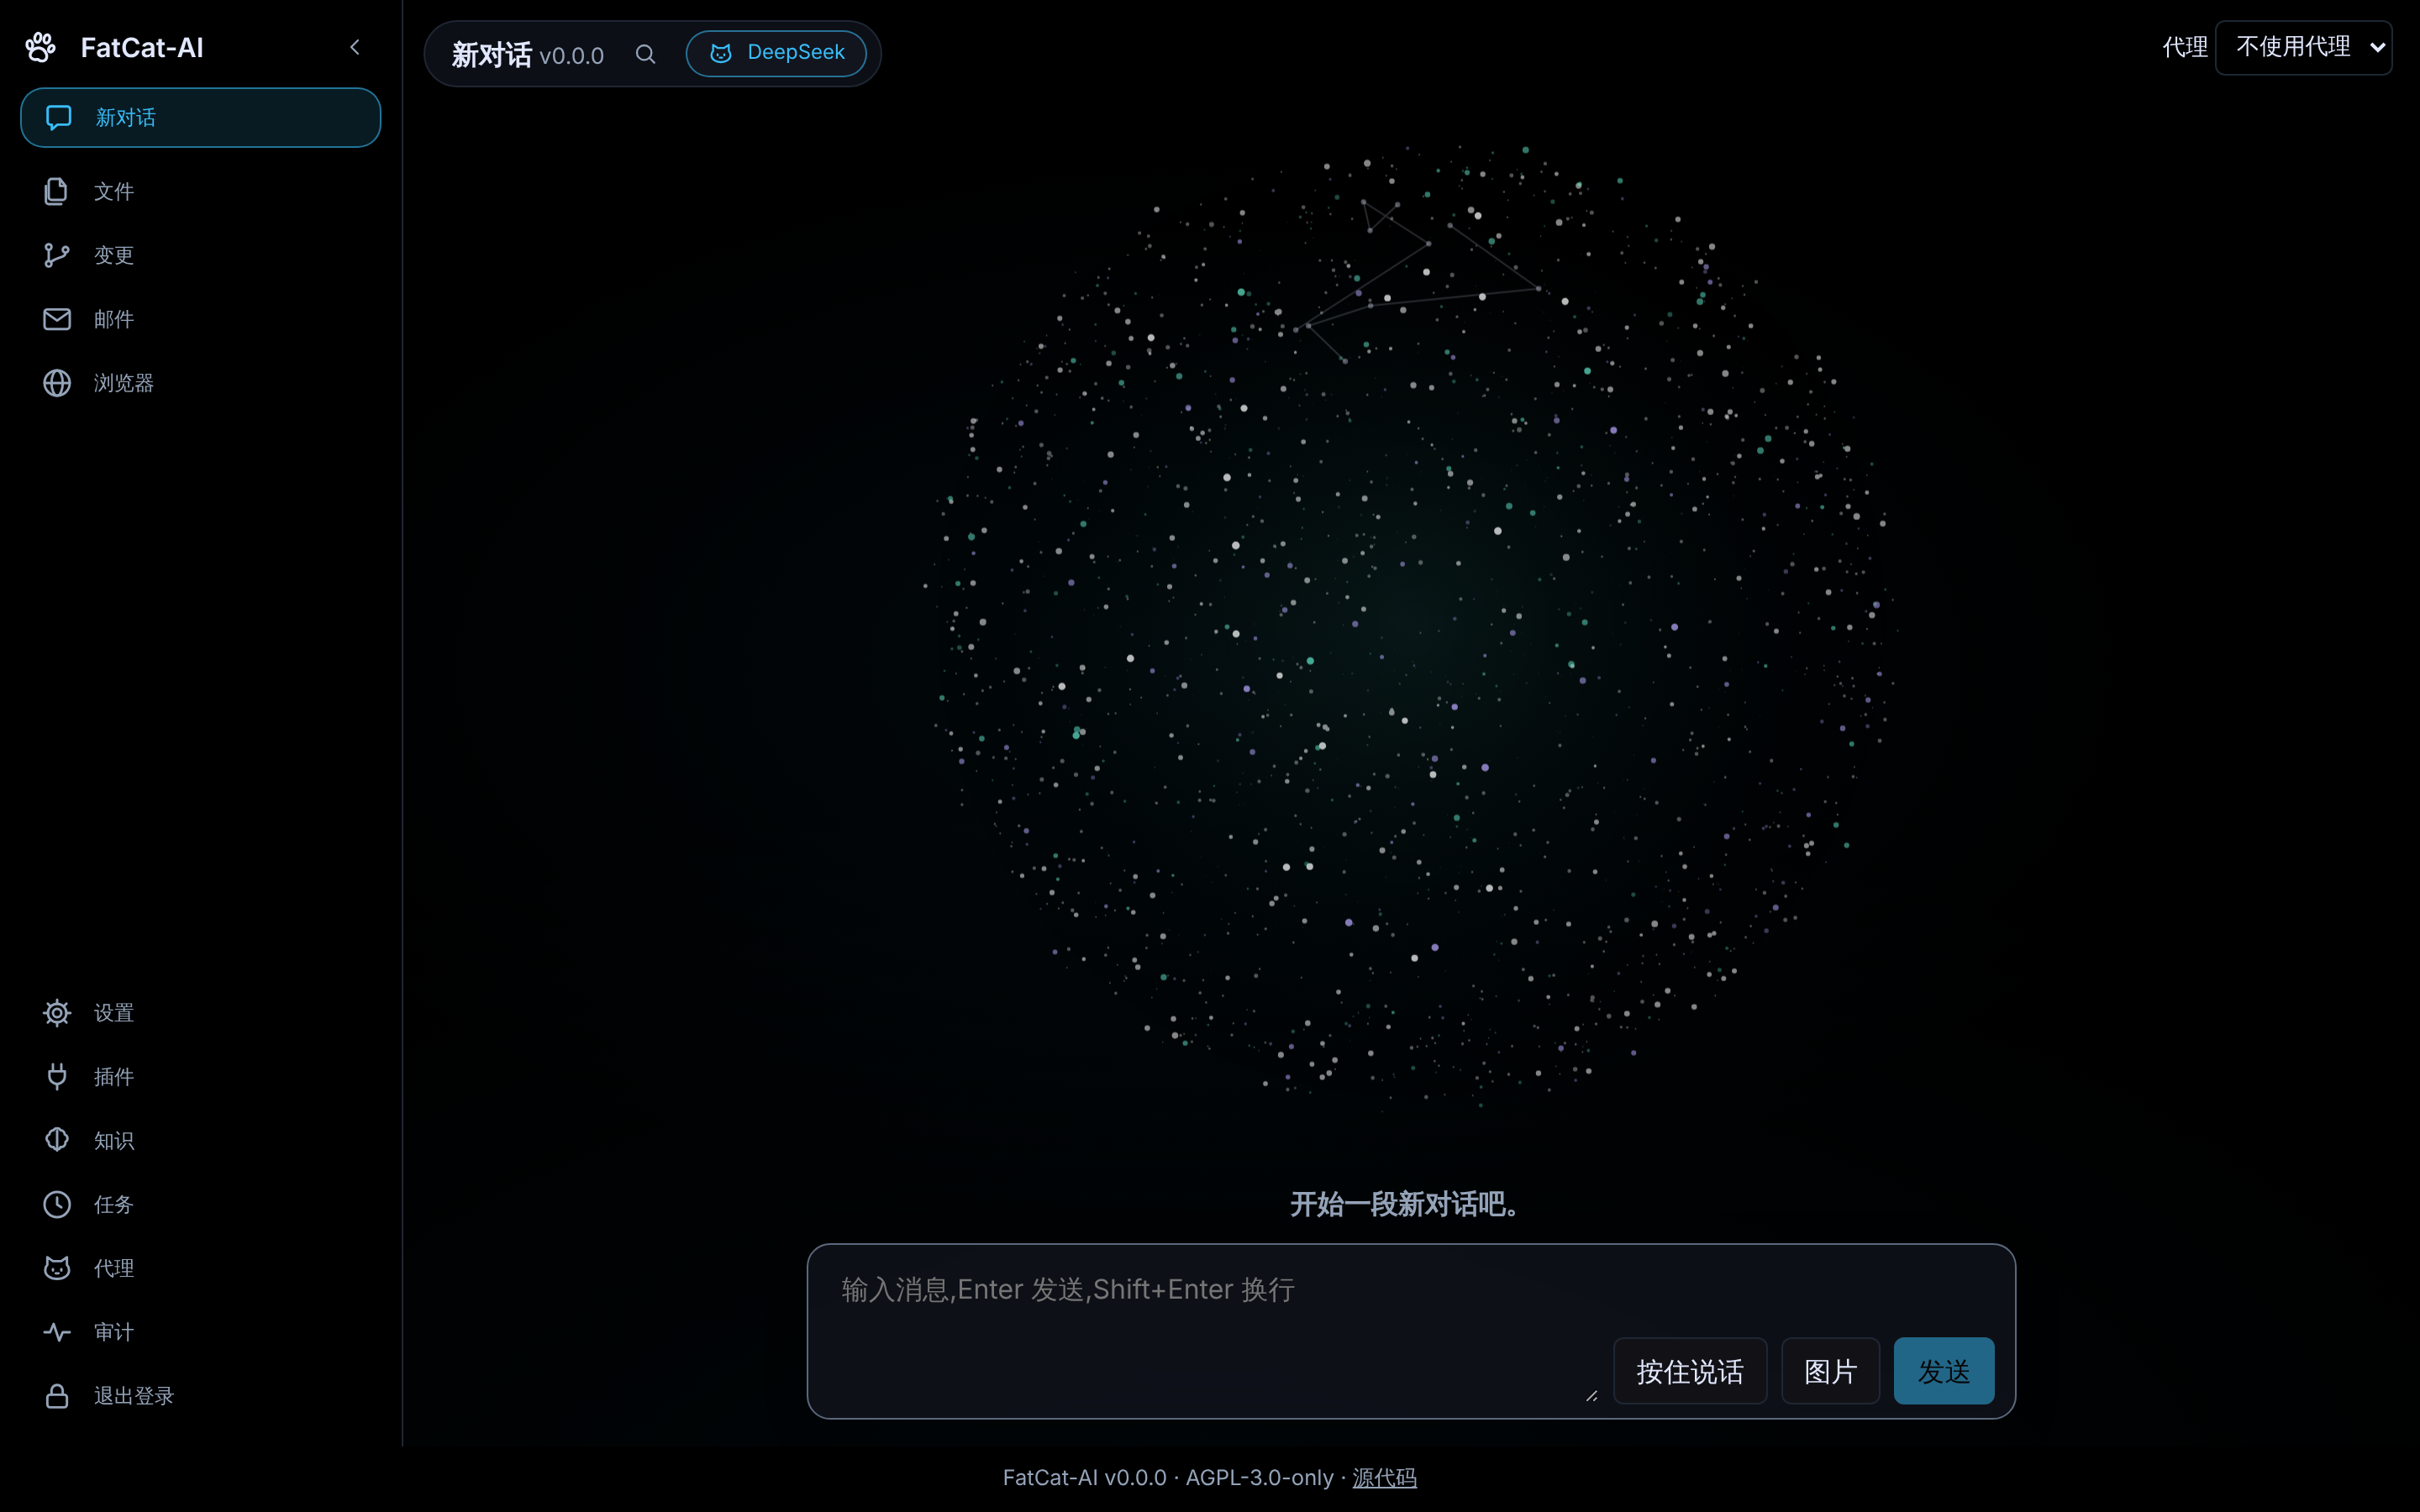 FatCat-AI
新对话
文件
变更
邮件
浏览器
设置
插件
知识
任务
代理
审计
退出登录
新对话 v0.0.0
DeepSeek
代理 不使用代理
开始一段新对话吧。
输入消息,Enter 发送,Shift+Enter 换行
按住说话 图片 发送
FatCat-AI v0.0.0 · AGPL-3.0-only · 源代码